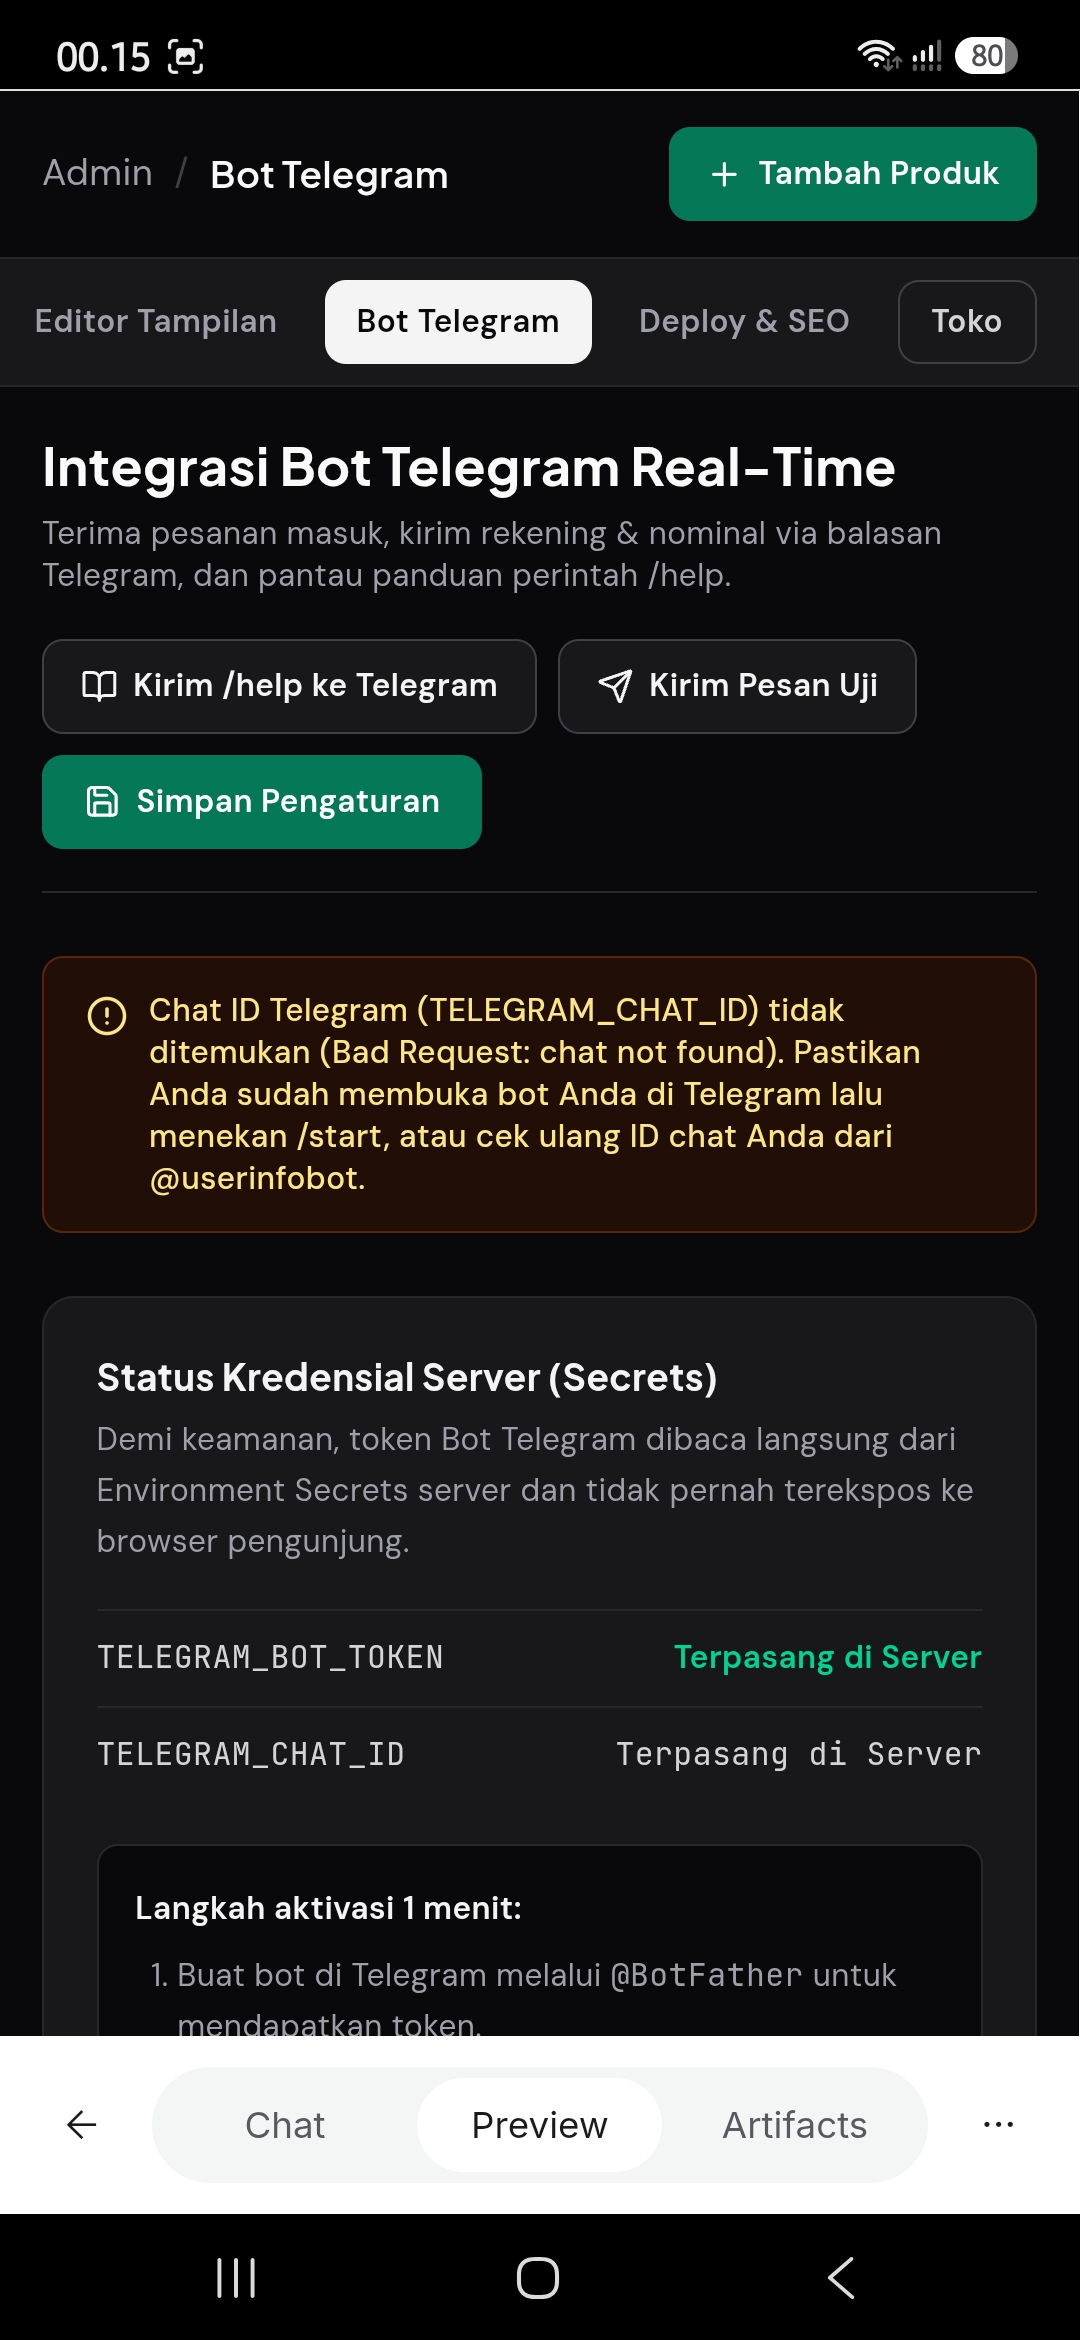 00.15
80
Admin / Bot Telegram
+ Tambah Produk
Editor Tampilan
Bot Telegram
Deploy & SEO
Toko
Integrasi Bot Telegram Real-Time
Terima pesanan masuk, kirim rekening & nominal via balasan
Telegram, dan pantau panduan perintah /help.
Kirim /help ke Telegram
Kirim Pesan Uji
Simpan Pengaturan
Chat ID Telegram (TELEGRAM_CHAT_ID) tidak
ditemukan (Bad Request: chat not found). Pastikan
Anda sudah membuka bot Anda di Telegram lalu
menekan /start, atau cek ulang ID chat Anda dari
@userinfobot.
Status Kredensial Server (Secrets)
Demi keamanan, token Bot Telegram dibaca langsung dari
Environment Secrets server dan tidak pernah terekspos ke
browser pengunjung.
TELEGRAM_BOT_TOKEN
Terpasang di Server
TELEGRAM_CHAT_ID
Terpasang di Server
Langkah aktivasi 1 menit:
1. Buat bot di Telegram melalui @BotFather untuk
mendapatkan token.
Chat
Preview
Artifacts